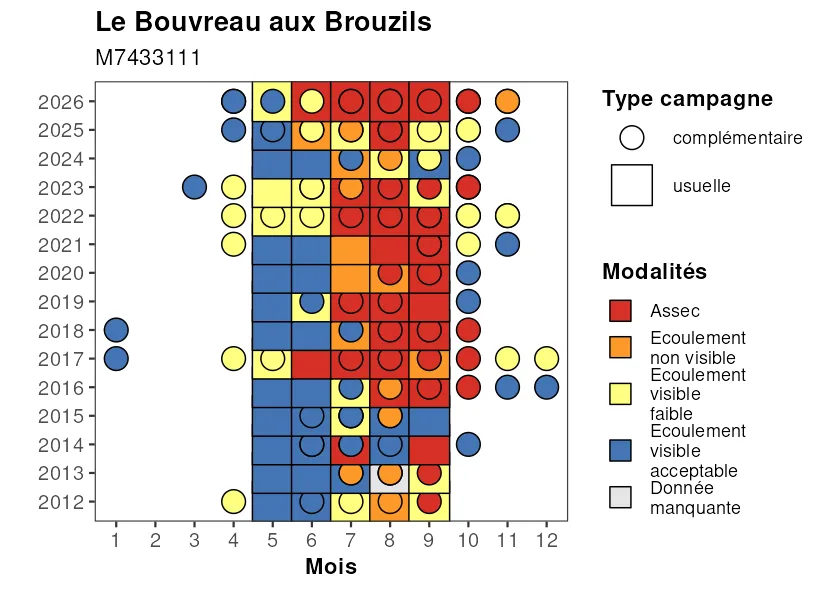 Le Bouvreau aux Brouzils
M7433111
2026
2025
2024
2023
2022
2021
2020
2019
2018
2017
2016
2015
2014
2013
2012
1 2 3 4 5 6 7 8 9 10 11 12
Mois
Type campagne
complémentaire
usuelle
Modalités
Assec
Ecoulement
non visible
Ecoulement
visible
faible
Ecoulement
visible
acceptable
Donnée
manquante